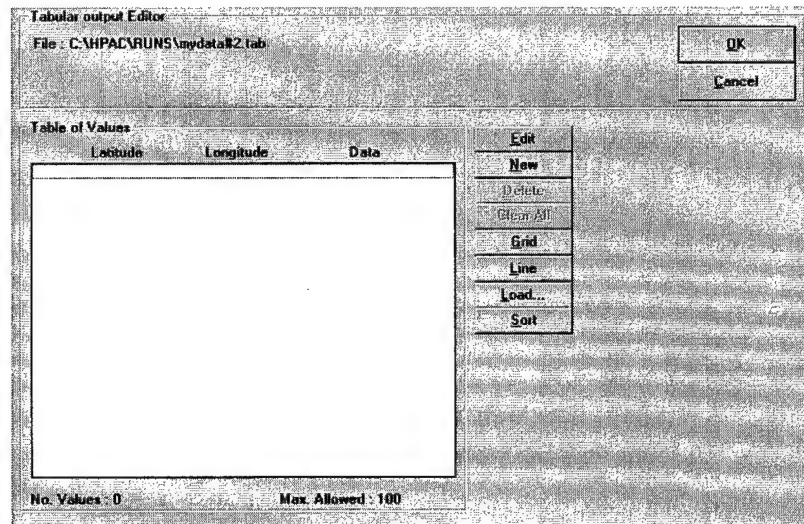 Tabular output Editor
File : C:\HPAC\RUNS\mydata#2.tab
OK
Cancel
Table of Values
Latitude Longitude Data
Edit
New
Delete
Clear All
Grid
Line
Load...
Sort
No. Values : 0 Max. Allowed : 100